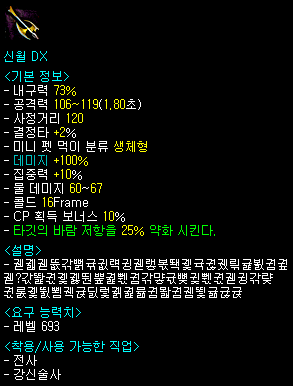 신월 DX
<기본 정보>
- 내구력 73%
- 공격력 106~119(1,80초)
- 사정거리 120
- 결정타 +2%
- 미니 펫 먹이 분류 생체형
- 데미지 +100%
- 집중력 +10%
- 물 데미지 60~67
- 콜드 16Frame
- CP 획득 보너스 10%
- 타깃의 바람 저항을 25% 약화 시킨다.
<설명>
<요구 능력치>
- 레벨 693
<착용/사용 가능한 직업>
- 전사
- 강신술사